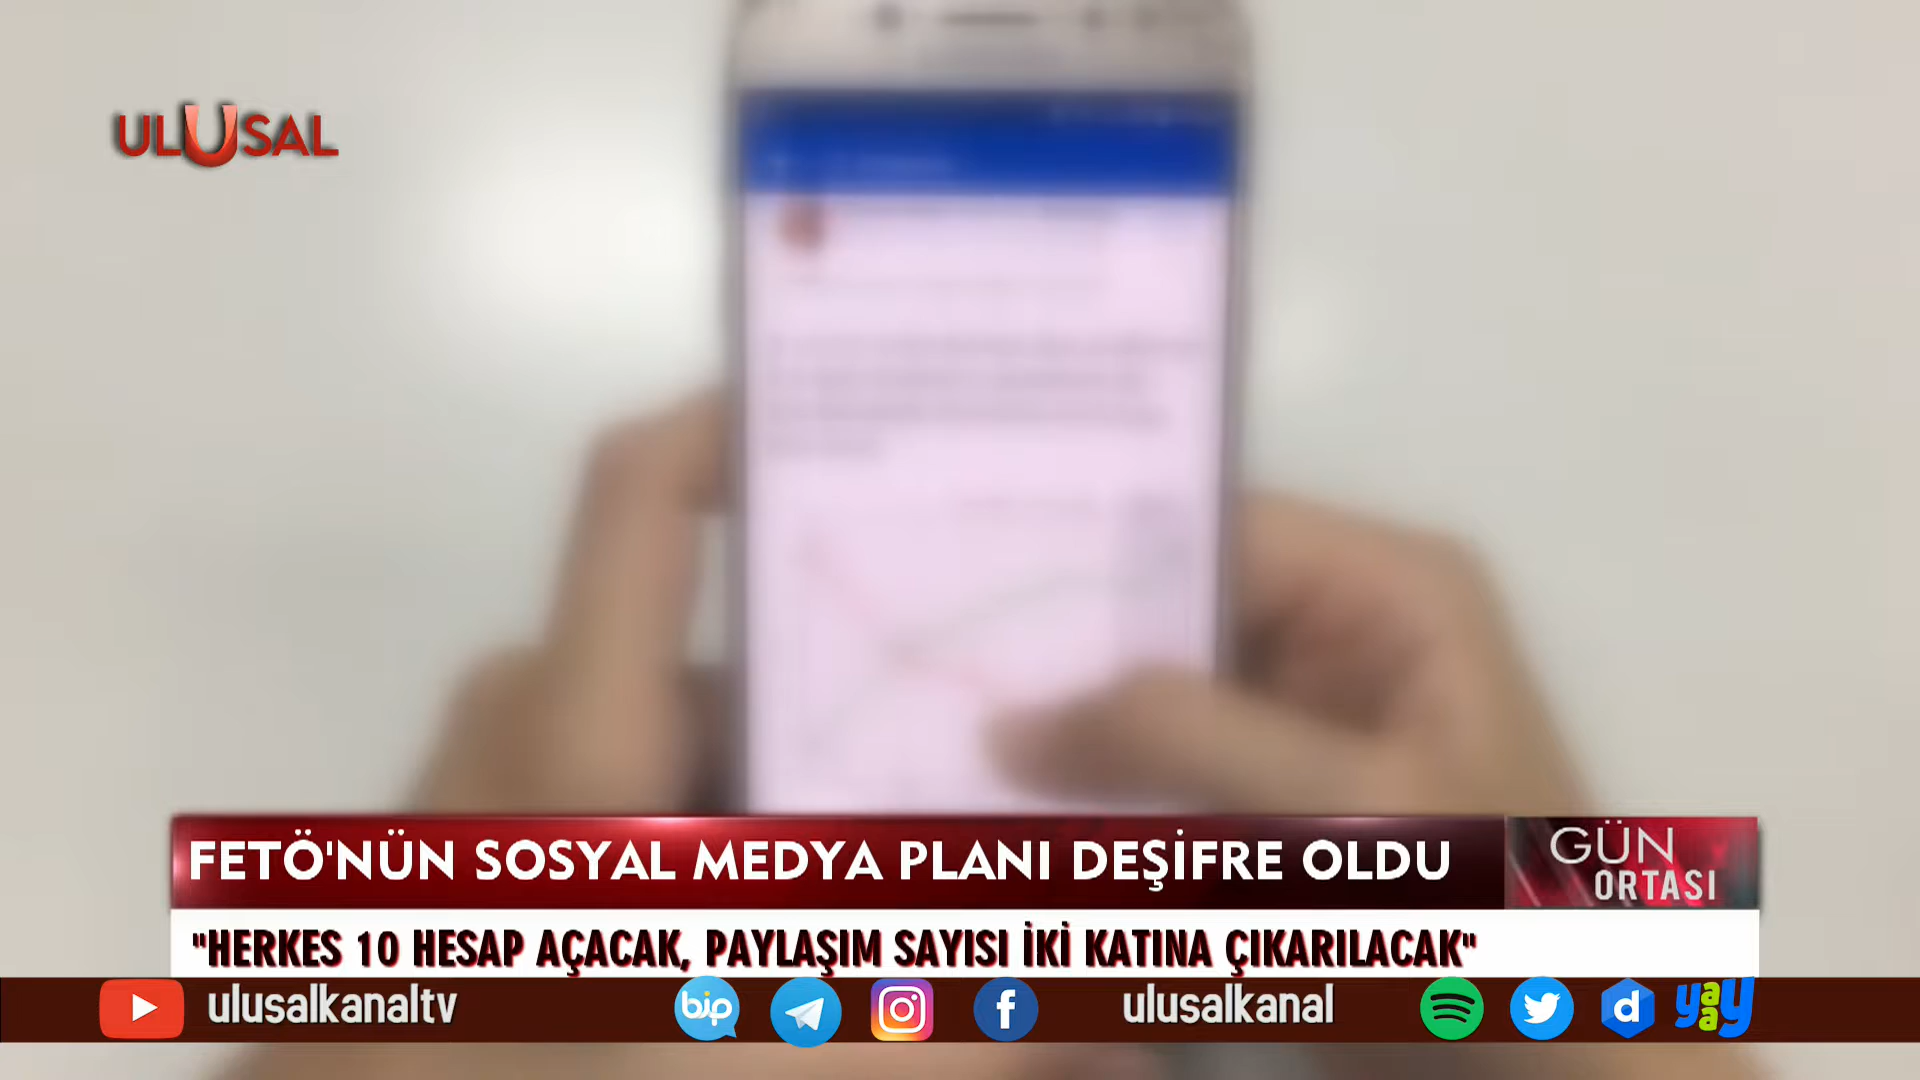 ULUSAL
FETÖ'NÜN SOSYAL MEDYA PLANI DEŞİFRE OLDU
GÜN
ORTASI
"HERKES 10 HESAP AÇACAK, PAYLAŞIM SAYISI İKİ KATINA ÇIKARILACAK"
ulusalkanaltv
bip
ulusalkanal
d
yaay